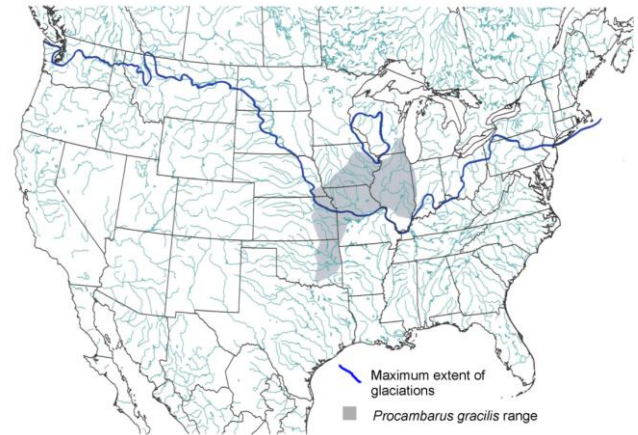 Maximum extent of
glaciations
Procambarus gracilis range